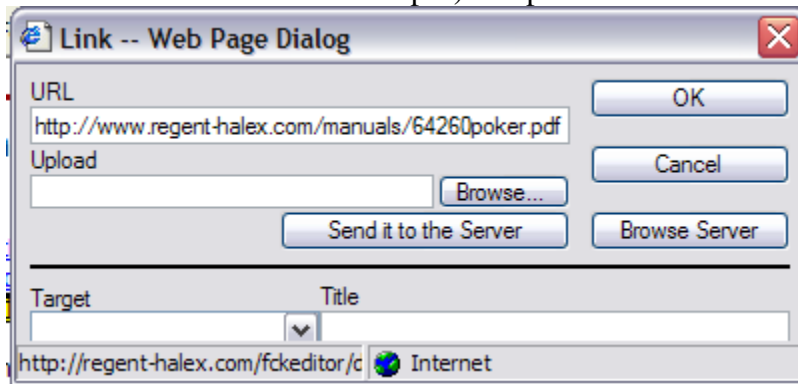 Link -- Web Page Dialog
URL
OK
http://www.regent-halex.com/manuals/64260poker.pdf
Upload
Cancel
Browse...
Send it to the Server
Browse Server
Target
Title
http://regent-halex.com/fckeditor/
Internet